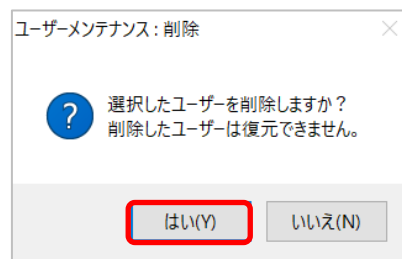 ユーザーメンテナンス：削除
選択したユーザーを削除しますか？
削除したユーザーは復元できません。
はい(Y)
いいえ(N)